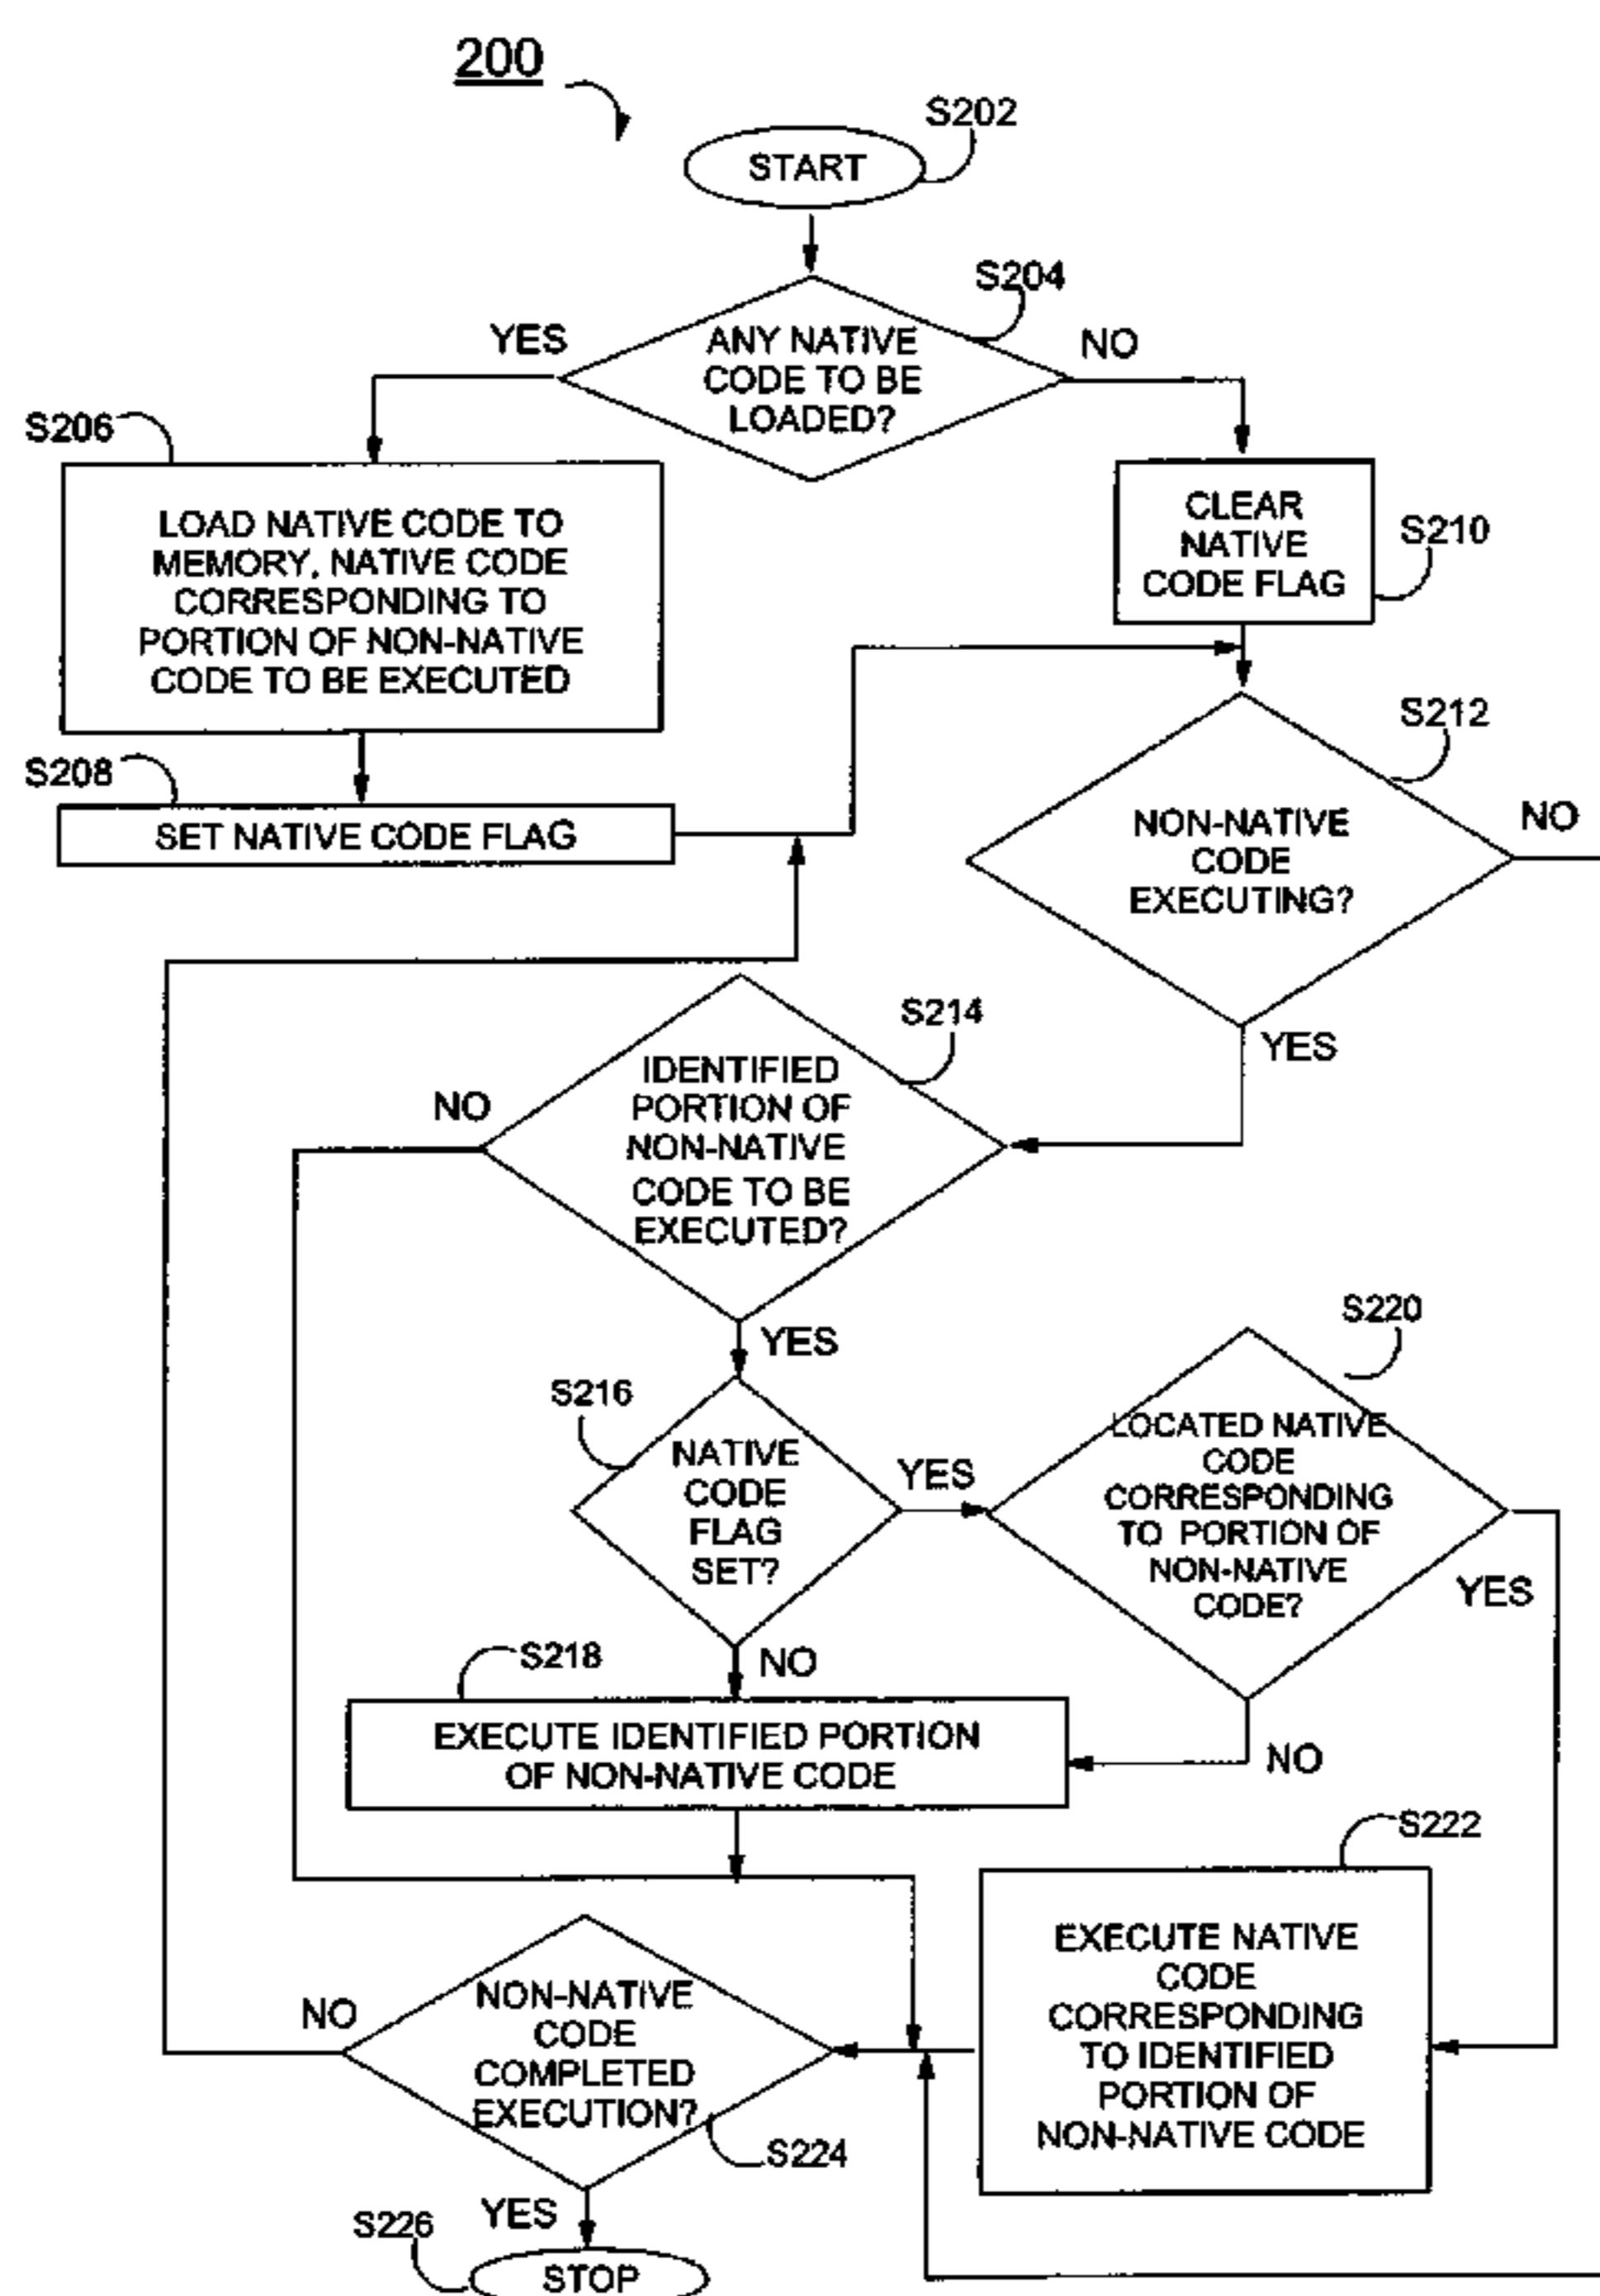 200
S202
START
S204
YES
ANY NATIVE
CODE TO BE
LOADED?
NO
S206
LOAD NATIVE CODE TO
MEMORY, NATIVE CODE
CORRESPONDING TO
PORTION OF NON-NATIVE
CODE TO BE EXECUTED
CLEAR
NATIVE
CODE FLAG
S210
S208
SET NATIVE CODE FLAG
S212
NON-NATIVE
CODE
EXECUTING?
NO
YES
S214
IDENTIFIED
PORTION OF
NON-NATIVE
CODE TO BE
EXECUTED?
NO
YES
S216
NATIVE
CODE
FLAG
SET?
YES
S220
LOCATED NATIVE
CODE
CORRESPONDING
TO PORTION OF
NON-NATIVE
CODE?
YES
NO
S218
NO
EXECUTE IDENTIFIED PORTION
OF NON-NATIVE CODE
S222
EXECUTE NATIVE
CODE
CORRESPONDING
TO IDENTIFIED
PORTION OF
NON-NATIVE CODE
NO
NON-NATIVE
CODE
COMPLETED
EXECUTION?
S224
YES
S226
STOP